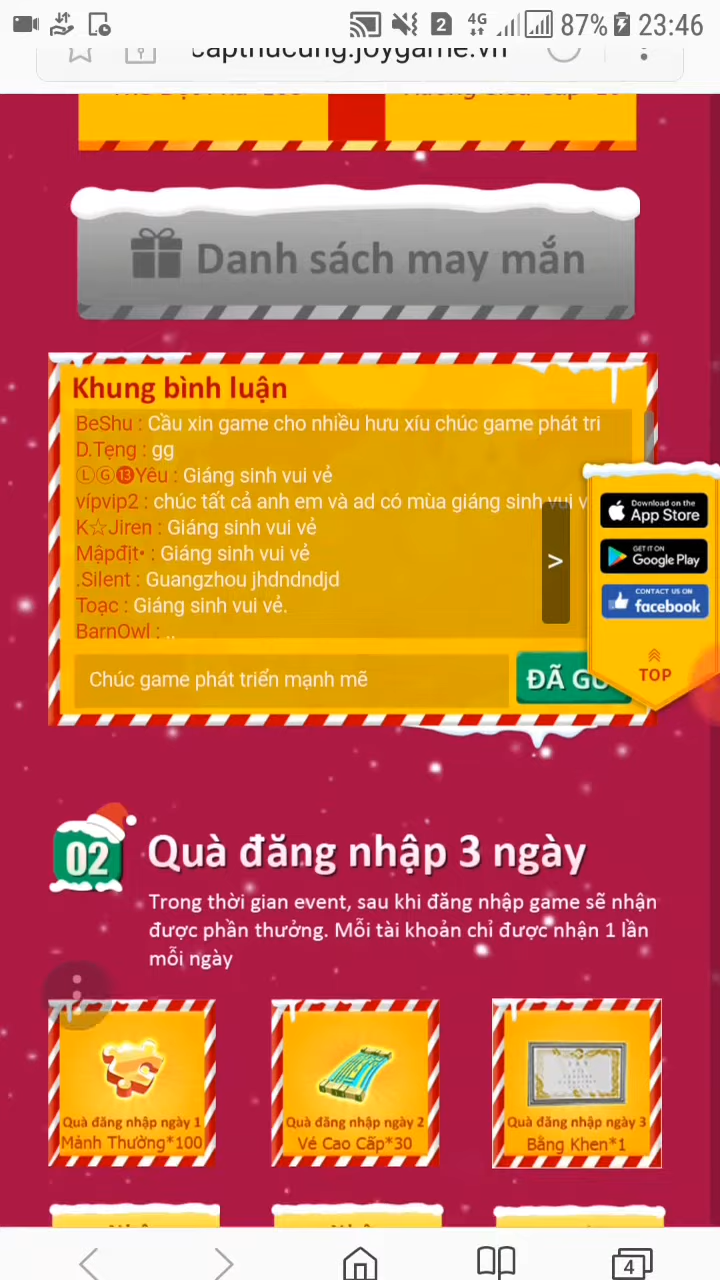 2 4G 87% 23:46
capthucung.joygame.vn
Danh sách may mắn
Khung bình luận
BeShu : Cầu xin game cho nhiều hưu xíu chúc game phát tri
D.Tẹng : gg
ⓁⒼ⓭Yêu : Giáng sinh vui vẻ
vípvip2 : chúc tất cả anh em và ad có mùa giáng sinh vui v
K☆Jiren : Giáng sinh vui vẻ
Mậpđịt• : Giáng sinh vui vẻ
.Silent : Guangzhou jhdndndjd
Toạc : Giáng sinh vui vẻ.
BarnOwl : ..
>
Chúc game phát triển mạnh mẽ
ĐÃ GỬ
Download on the
App Store
GET IT ON
Google Play
CONTACT US ON
facebook
TOP
02
Quà đăng nhập 3 ngày
Trong thời gian event, sau khi đăng nhập game sẽ nhận
được phần thưởng. Mỗi tài khoản chỉ được nhận 1 lần
mỗi ngày
Quà đăng nhập ngày 1
Mảnh Thưởng*100
Quà đăng nhập ngày 2
Vé Cao Cấp*30
Quà đăng nhập ngày 3
Bằng Khen*1
4